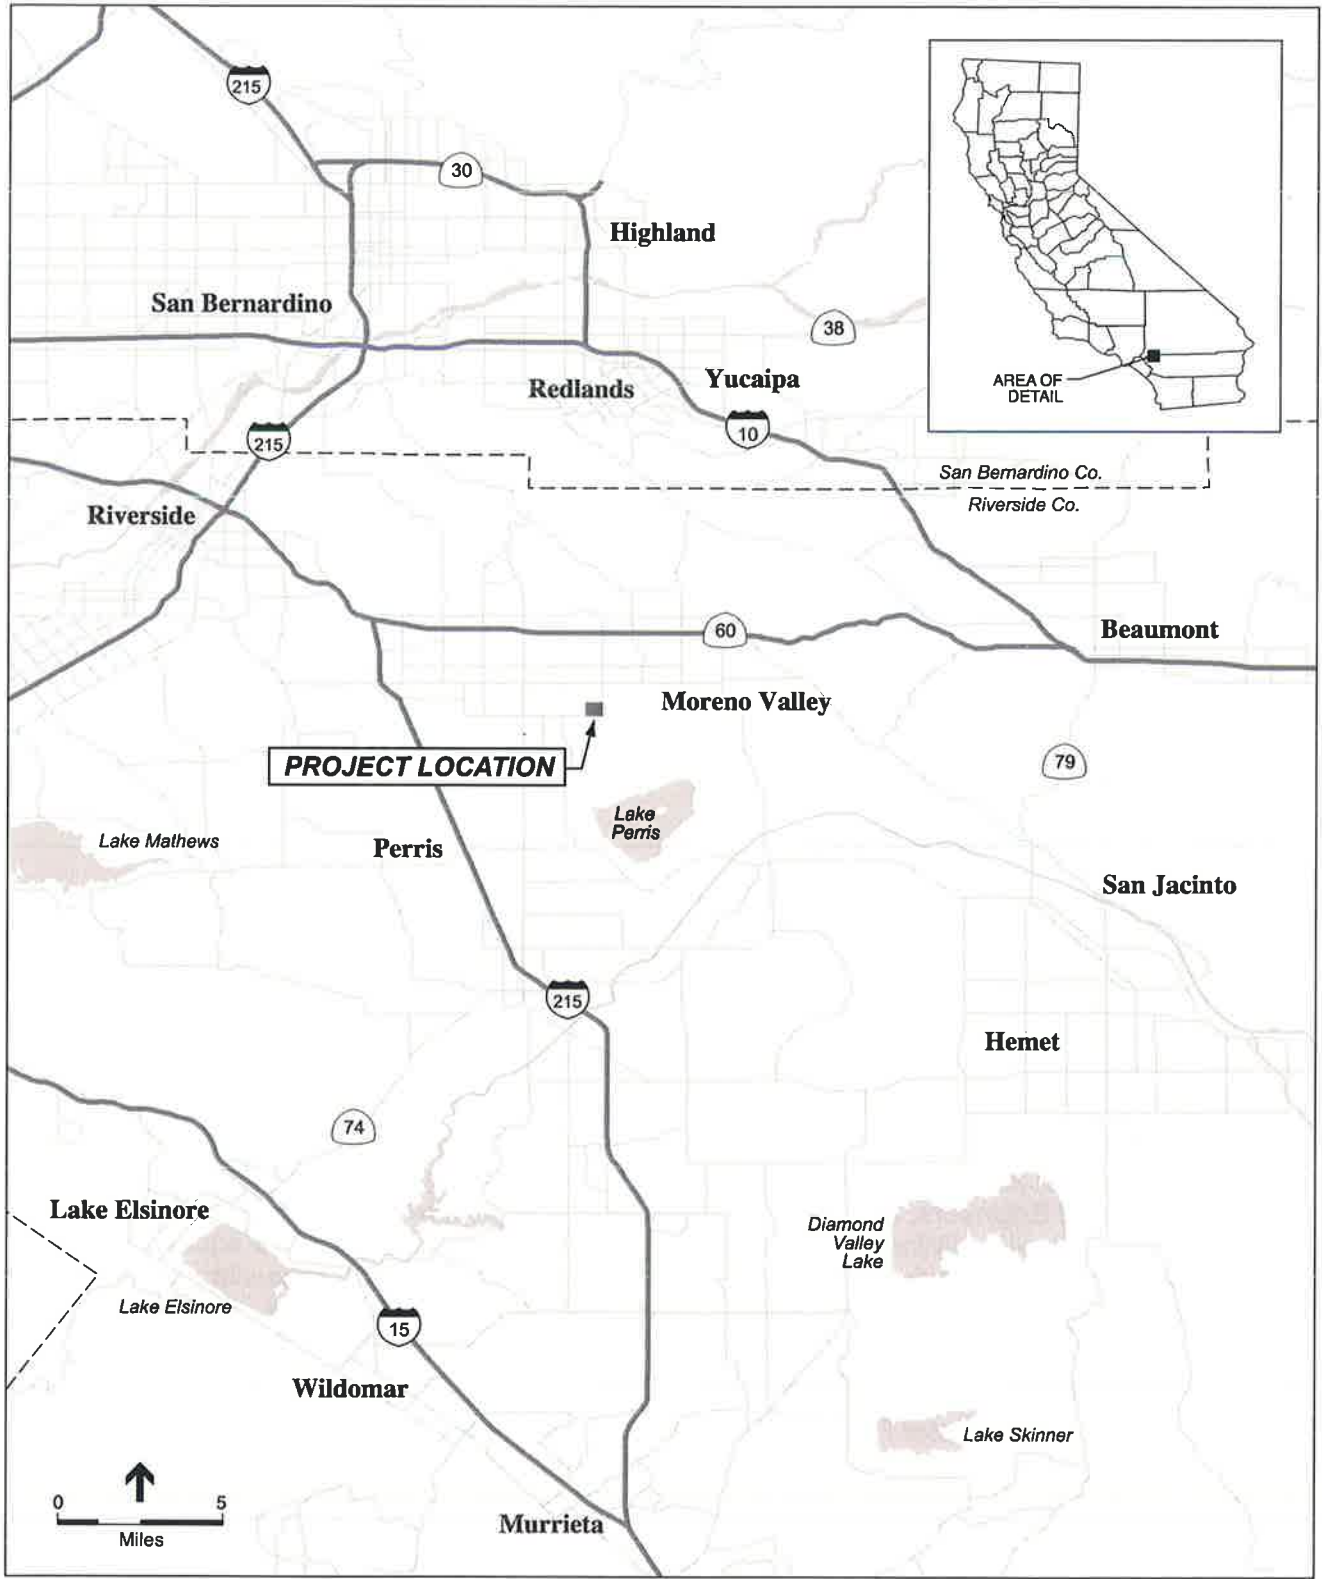 215
30
Highland
San Bernardino
38
AREA OF
DETAIL
Redlands
Yucaipa
10
215
San Bernardino Co.
Riverside Co.
Riverside
60
Beaumont
Moreno Valley
PROJECT LOCATION
79
Lake
Perris
Lake Mathews
Perris
San Jacinto
215
Hemet
74
Lake Elsinore
Diamond
Valley
Lake
Lake Elsinore
15
Wildomar
Lake Skinner
0 5
Miles
Murrieta